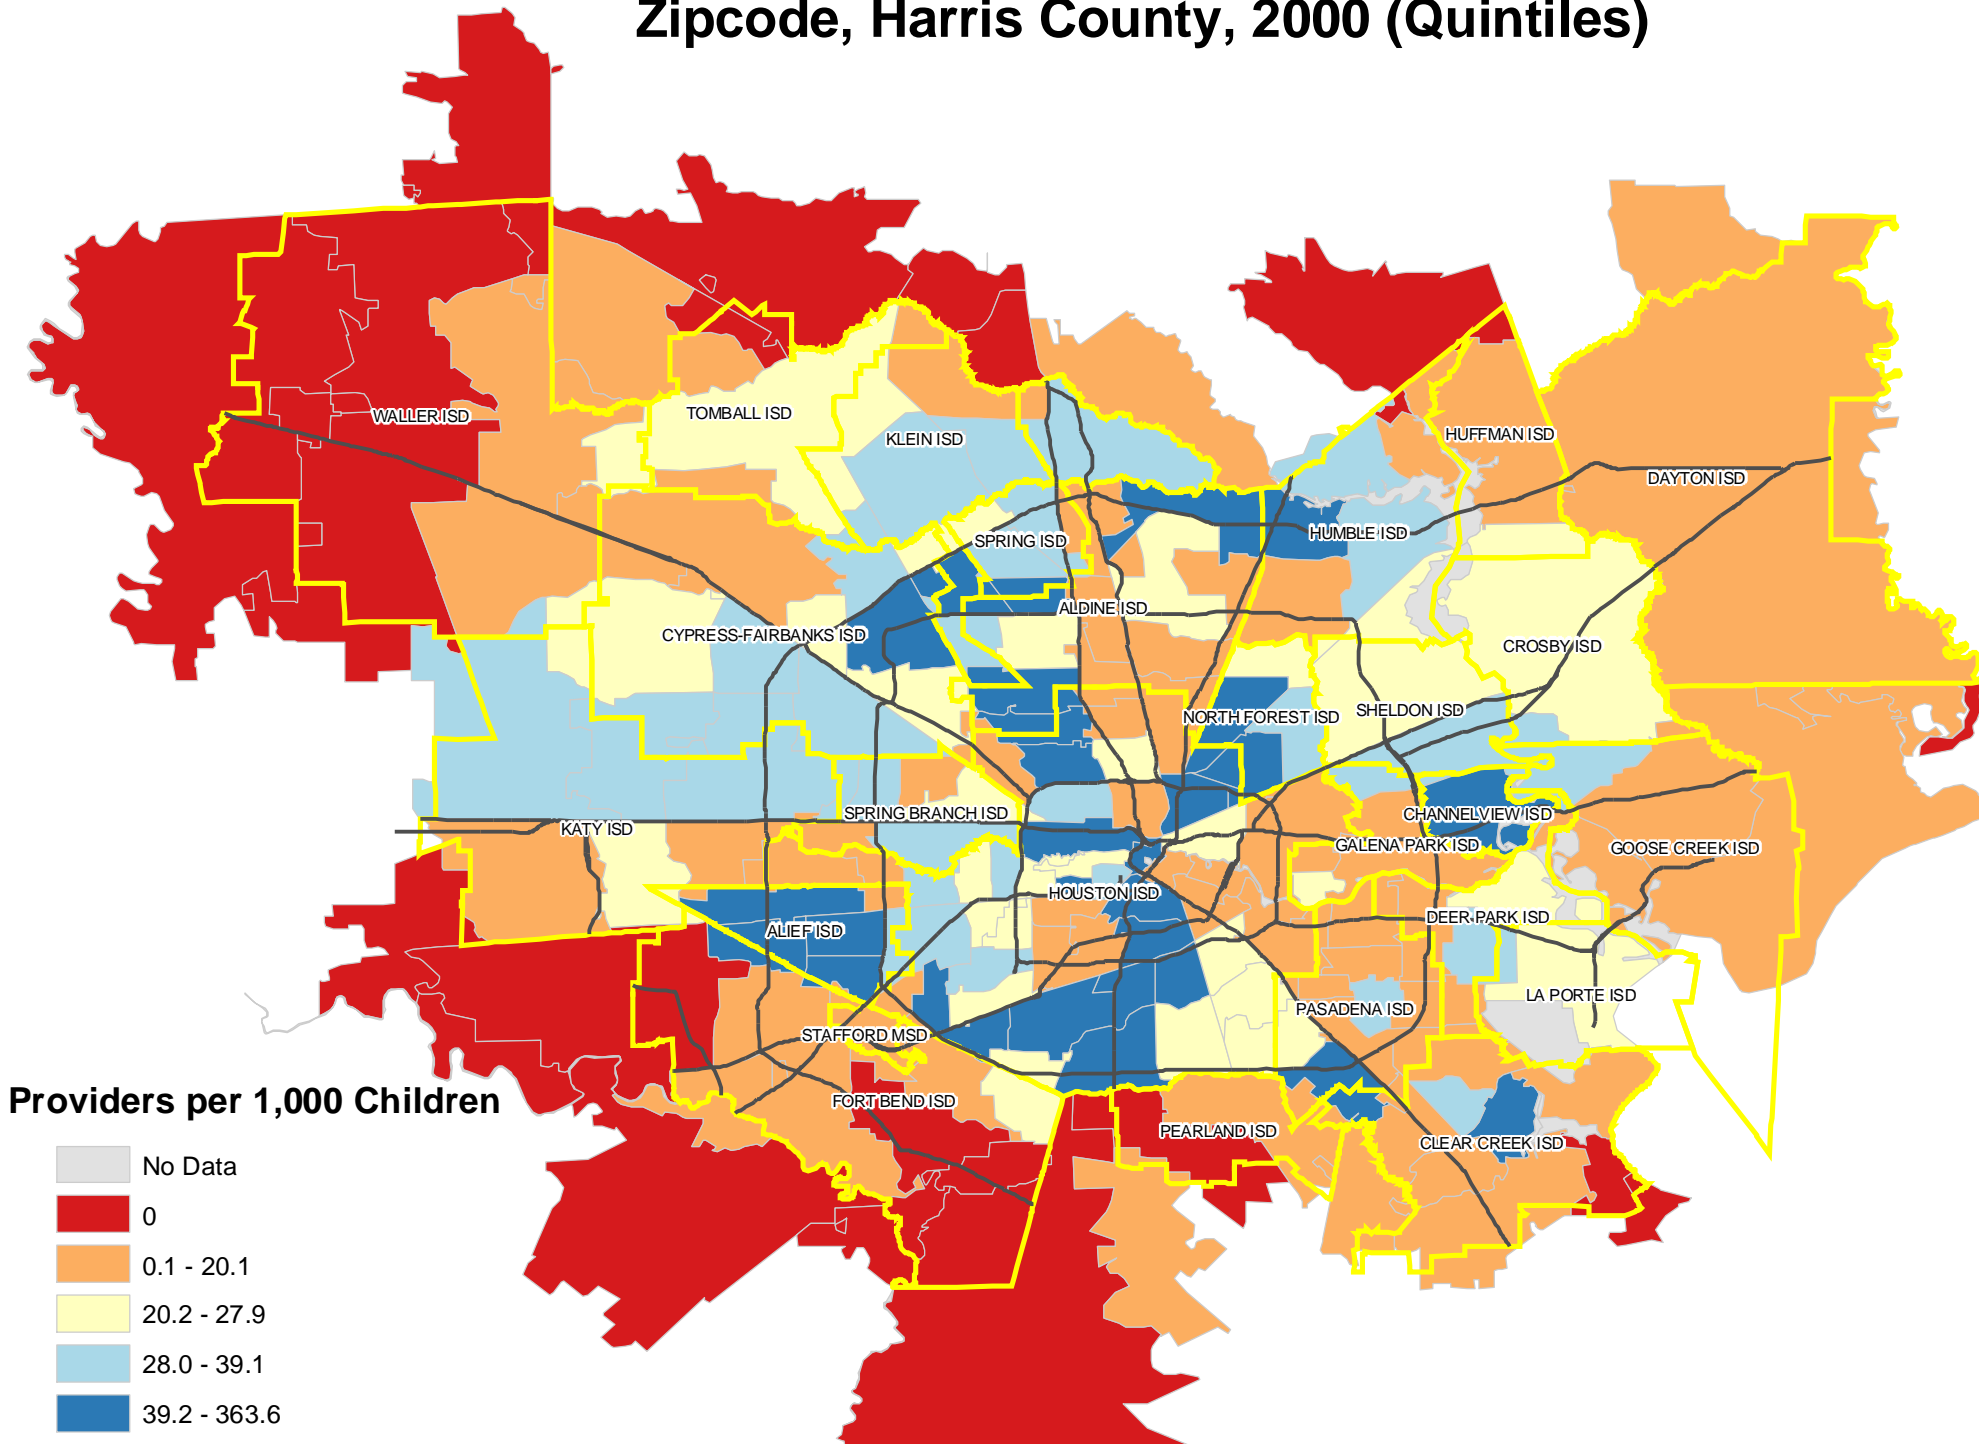 Zipcode, Harris County, 2000 (Quintiles)
WALLER ISD
TOMBALL ISD
KLEIN ISD
HUFFMAN ISD
DAYTON ISD
SPRING ISD
HUMBLE ISD
ALDINE ISD
CYPRESS-FAIRBANKS ISD
CROSBY ISD
NORTH FOREST ISD
SHELDON ISD
SPRING BRANCH ISD
CHANNELVIEW ISD
KATY ISD
GALENA PARK ISD
GOOSE CREEK ISD
HOUSTON ISD
DEER PARK ISD
ALIEF ISD
LA PORTE ISD
PASADENA ISD
STAFFORD MSD
FORT BEND ISD
PEARLAND ISD
CLEAR CREEK ISD
Providers per 1,000 Children
No Data
0
0.1 - 20.1
20.2 - 27.9
28.0 - 39.1
39.2 - 363.6